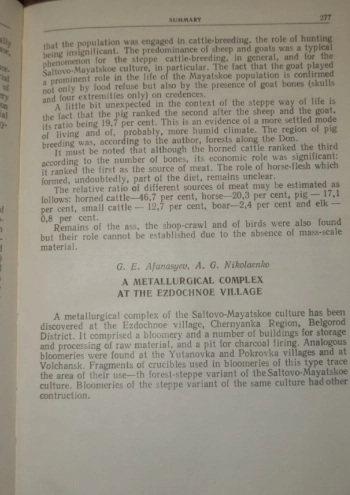 SUMMARY 277
that the population was engaged in cattle-breeding, the role of hunting
being insignificant. The predominance of sheep and goats was a typical
phenomenon for the steppe cattle-breeding, in general, and for the
Saltovo-Mayatskoe culture, in particular. The fact that the goat played
a prominent role in the life of the Mayatskoe population is confirmed
not only by food refuse but also by the presence of goat bones (skulls
and four extremities only) on credences.
A little bit unexpected in the context of the steppe way of life is
the fact that the pig ranked the second after the sheep and the goat,
its ratio being 19,7 per cent. This is an evidence of a more settled mode
of living and of, probably, more humid climate. The region of pig
breeding was, according to the author, forests along the Don.
It must be noted that although the horned cattle ranked the third
according to the number of bones, its economic role was significant:
it ranked the first as the source of meat. The role of horse-flesh which
formed, undoubtedly, part of the diet, remains unclear.
The relative ratio of different sources of meat may be estimated as
follows: horned cattle—46,7 per cent, horse—20,3 per cent, pig — 17,1
per cent, small cattle — 12,7 per cent, boar—2,4 per cent and elk —
0,8 per cent.
Remains of the ass, the shop-crawl and of birds were also found
but their role cannot be established due to the absence of mass-scale
material.
G. E. Afanasyev, A. G. Nikolaenko
A METALLURGICAL COMPLEX
AT THE EZDOCHNOE VILLAGE
A metallurgical complex of the Saltovo-Mayatskoe culture has been
discovered at the Ezdochnoe village, Chernyanka Region, Belgorod
District. It comprised a bloomery and a number of buildings for storage
and processing of raw material, and a pit for charcoal firing. Analogous
bloomeries were found at the Yutanovka and Pokrovka villages and at
Volchansk. Fragments of crucibles used in bloomeries of this type trace
the area of their use—th forest-steppe variant of the Saltovo-Mayatskoe
culture. Bloomeries of the steppe variant of the same culture had other
contruction.